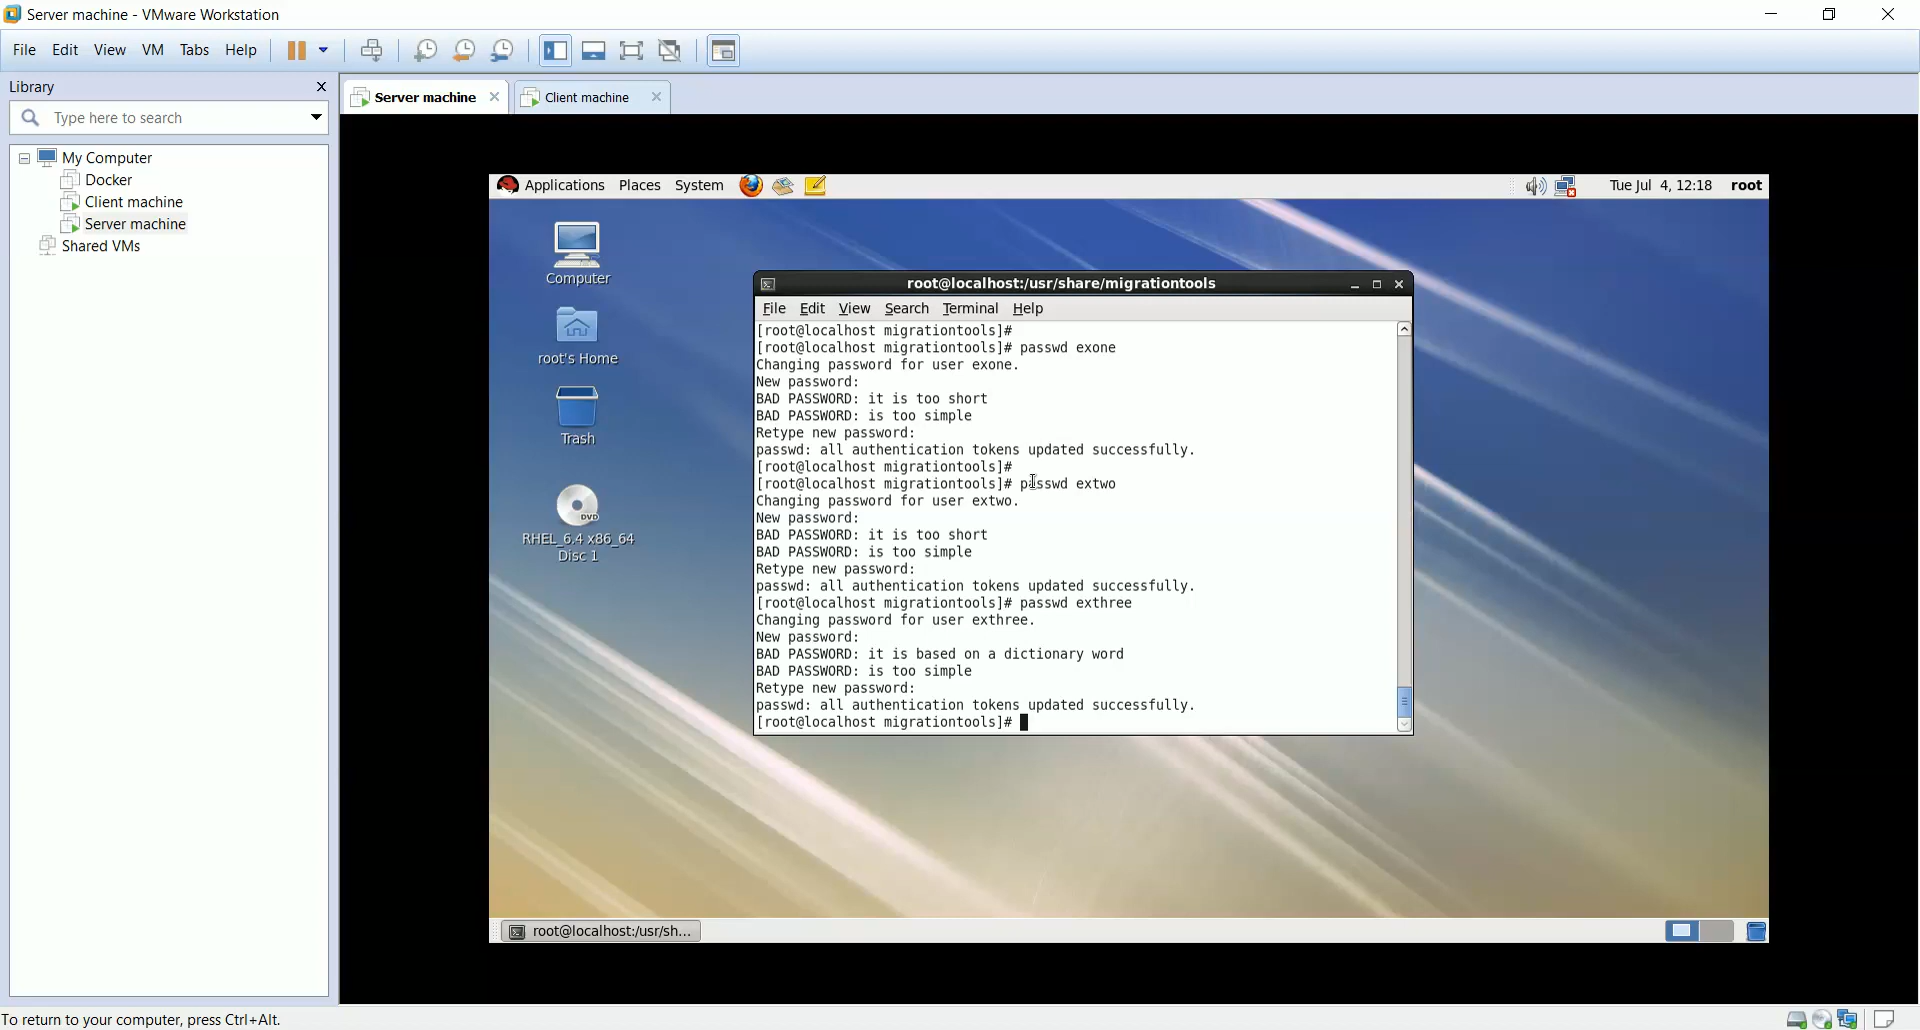 Server machine - VMware Workstation
File Edit View VM Tabs Help
Library
Type here to search
My Computer
Docker
Client machine
Server machine
Shared VMs
Server machine
Client machine
Applications Places System
Tue Jul 4, 12:18 root
Computer
root's Home
Trash
DVD
RHEL_6.4 x86_64
Disc 1
root@localhost:/usr/share/migrationtools
File Edit View Search Terminal Help
[root@localhost migrationtools]#
[root@localhost migrationtools]# passwd exone
Changing password for user exone.
New password:
BAD PASSWORD: it is too short
BAD PASSWORD: is too simple
Retype new password:
passwd: all authentication tokens updated successfully.
[root@localhost migrationtools]#
[root@localhost migrationtools]# passwd extwo
Changing password for user extwo.
New password:
BAD PASSWORD: it is too short
BAD PASSWORD: is too simple
Retype new password:
passwd: all authentication tokens updated successfully.
[root@localhost migrationtools]# passwd exthree
Changing password for user exthree.
New password:
BAD PASSWORD: it is based on a dictionary word
BAD PASSWORD: is too simple
Retype new password:
passwd: all authentication tokens updated successfully.
[root@localhost migrationtools]#
root@localhost:/usr/sh...
To return to your computer, press Ctrl+Alt.